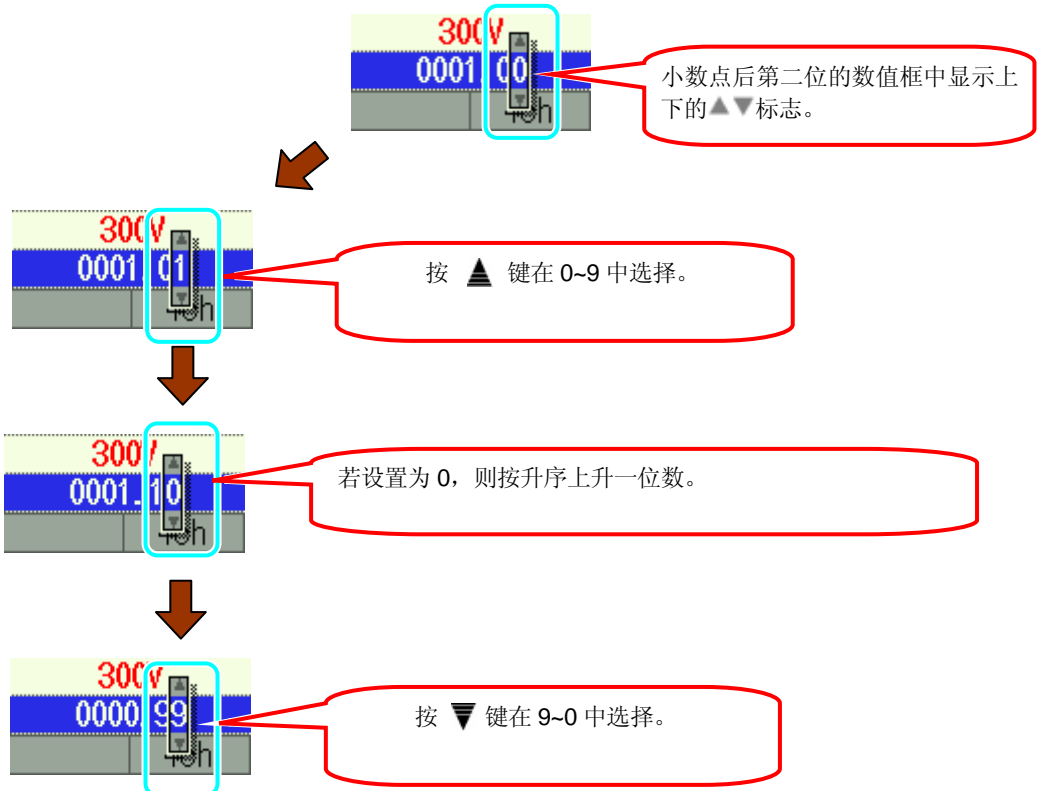 300V
0001.00
小数点后第二位的数值框中显示上
下的▲▼标志。
300V
0001.01
按 ▲ 键在 0~9 中选择。
300V
0001.10
若设置为 0，则按升序上升一位数。
300V
0000.99
按 ▼ 键在 9~0 中选择。